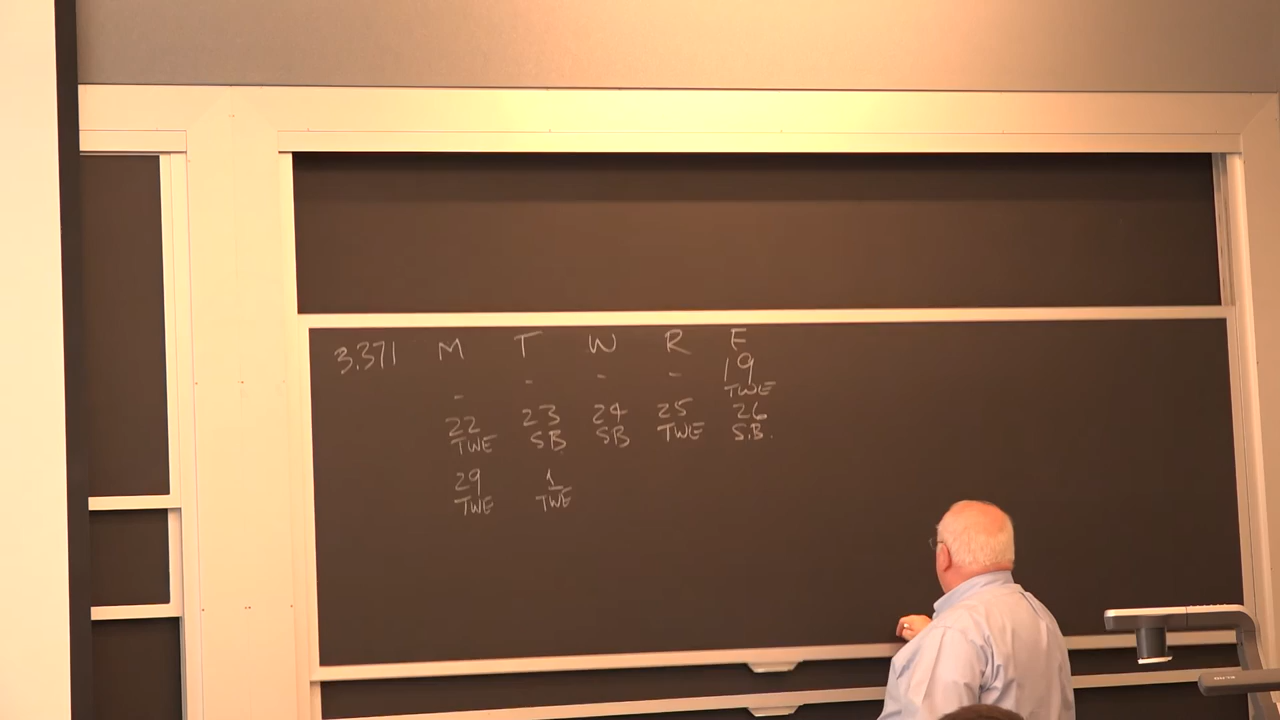 3.371 M T W R F
- - - - 19
TWE
22 23 24 25 26
TWE SB SB TWE S.B.
29 1
TWE TWE